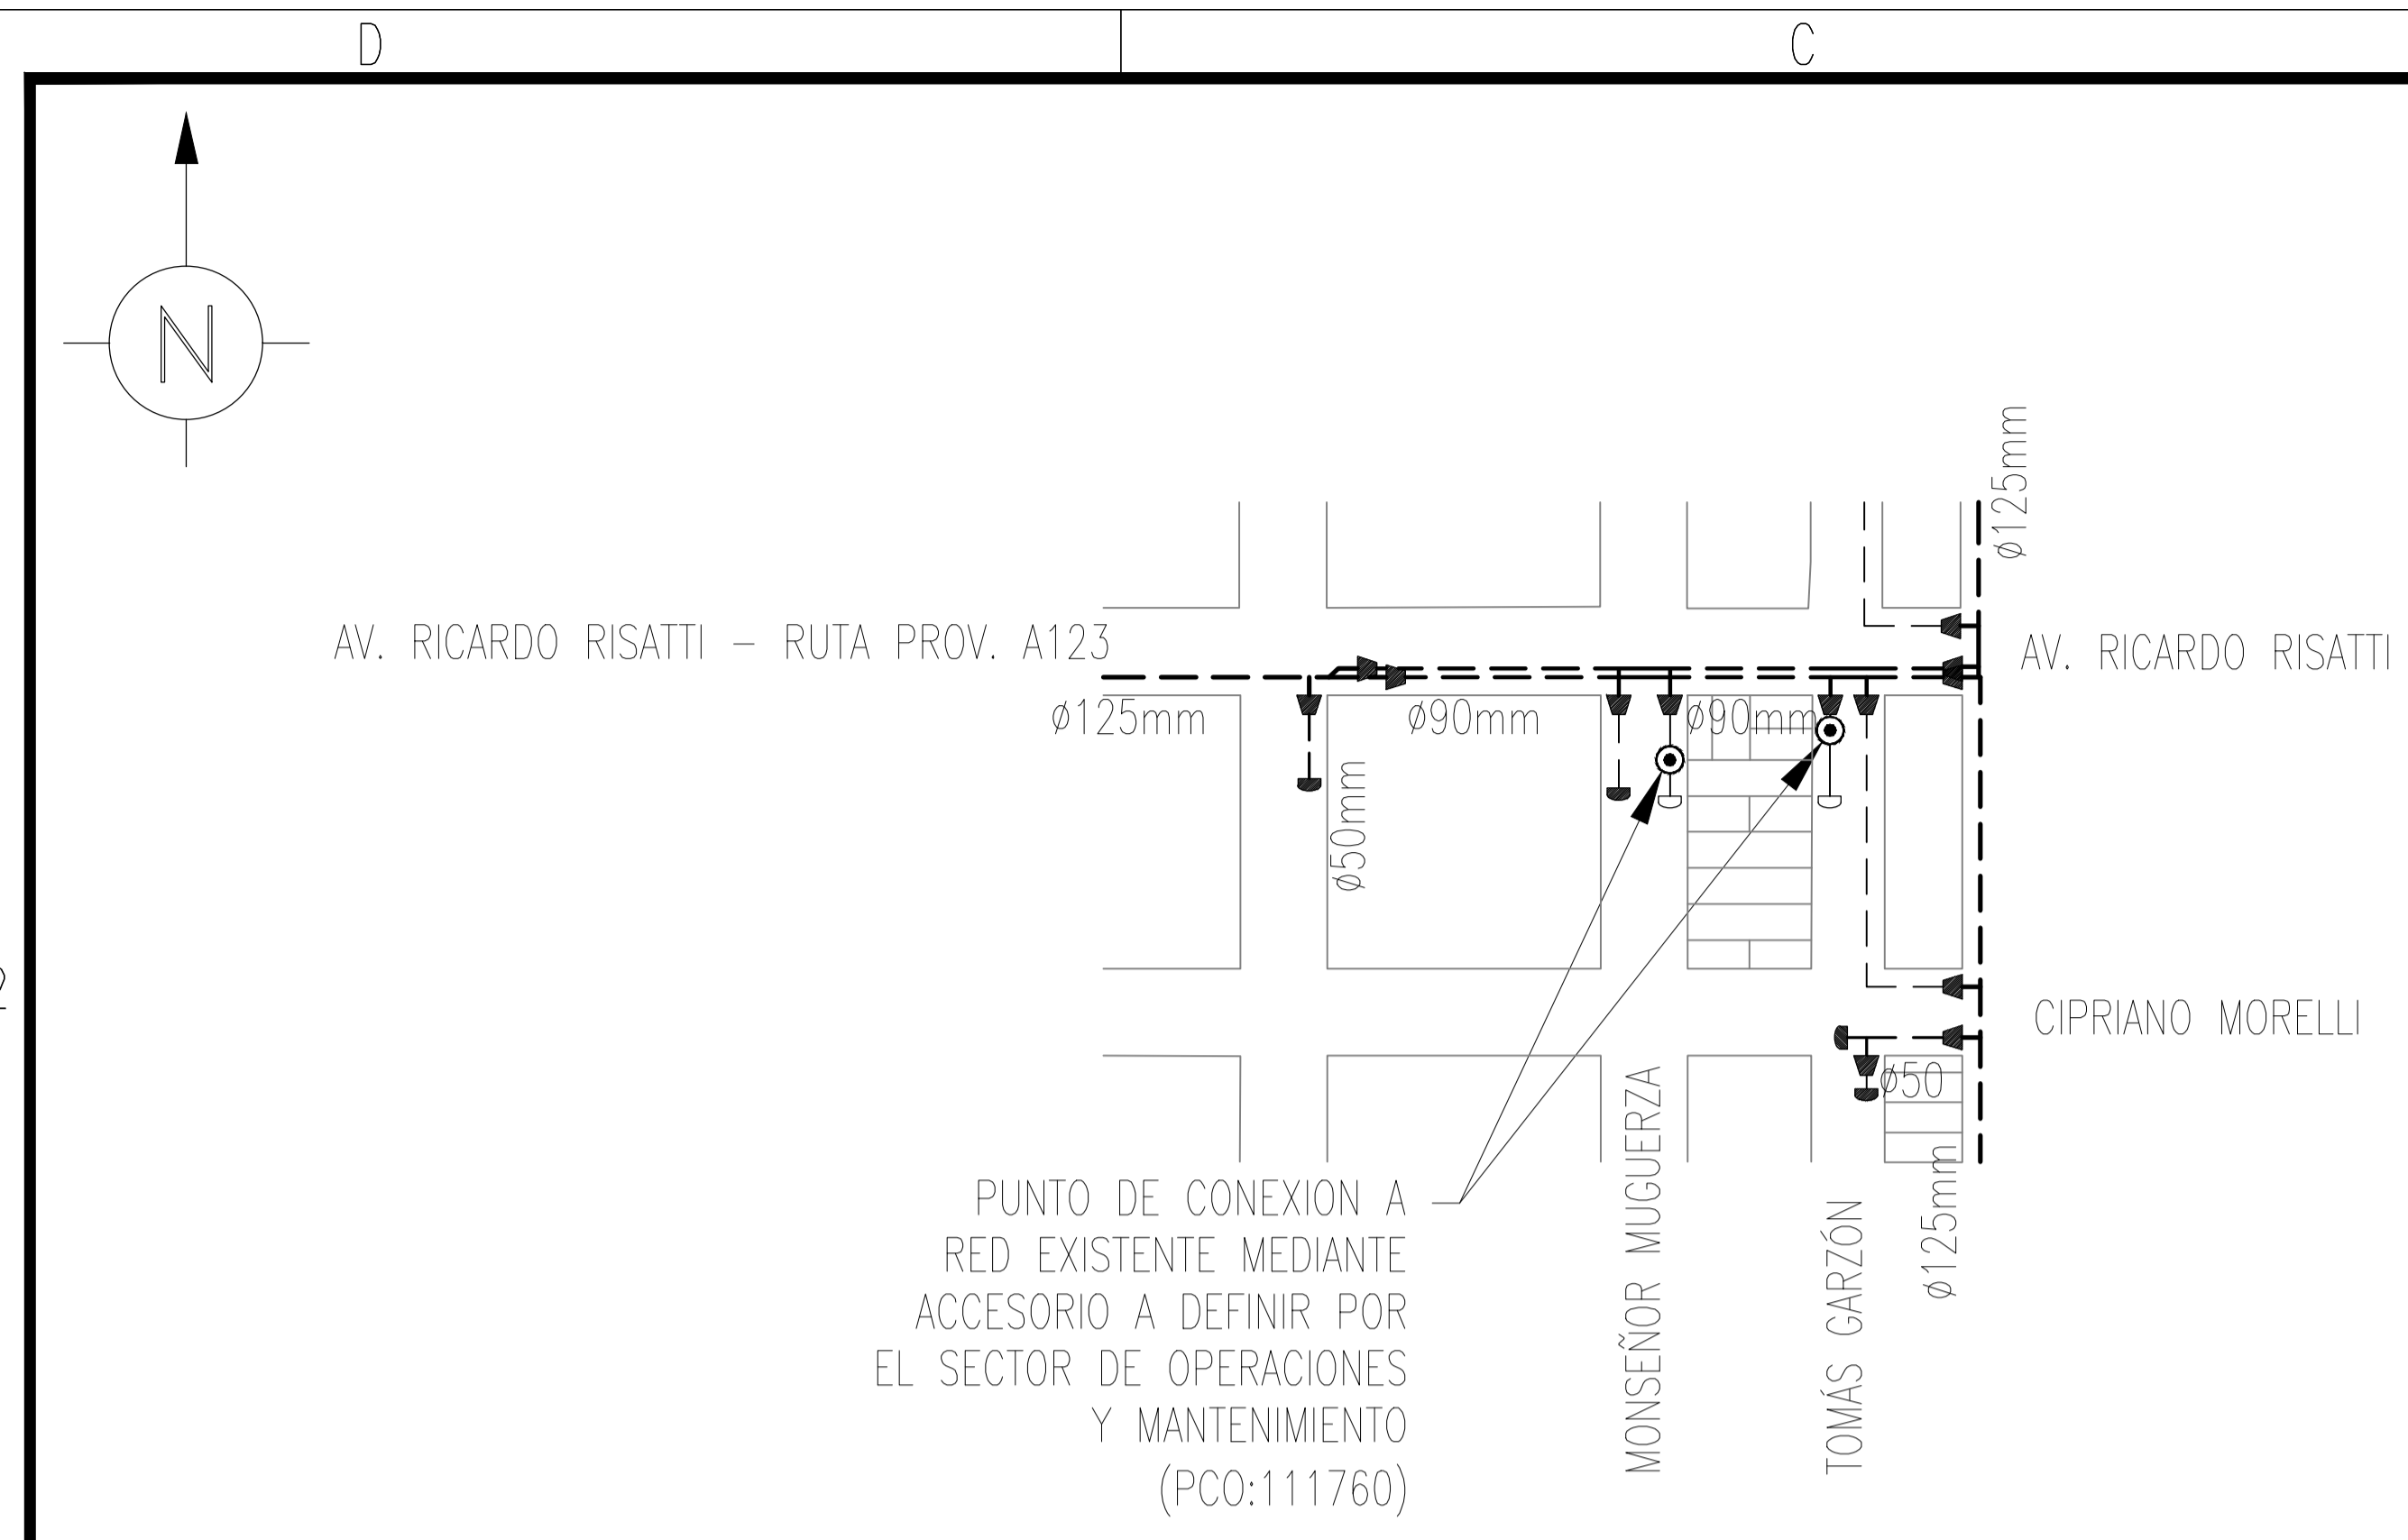 D
C
N
ø125mm
AV. RICARDO RISATTI – RUTA PROV. A123
AV. RICARDO RISATTI
ø125mm
ø90mm
ø90mm
ø50mm
CIPRIANO MORELLI
ø50
ø125mm
MONSEÑOR MUGUERZA
TOMÁS GARZÓN
PUNTO DE CONEXION A
RED EXISTENTE MEDIANTE
ACCESORIO A DEFINIR POR
EL SECTOR DE OPERACIONES
Y MANTENIMIENTO
(PCO:111760)